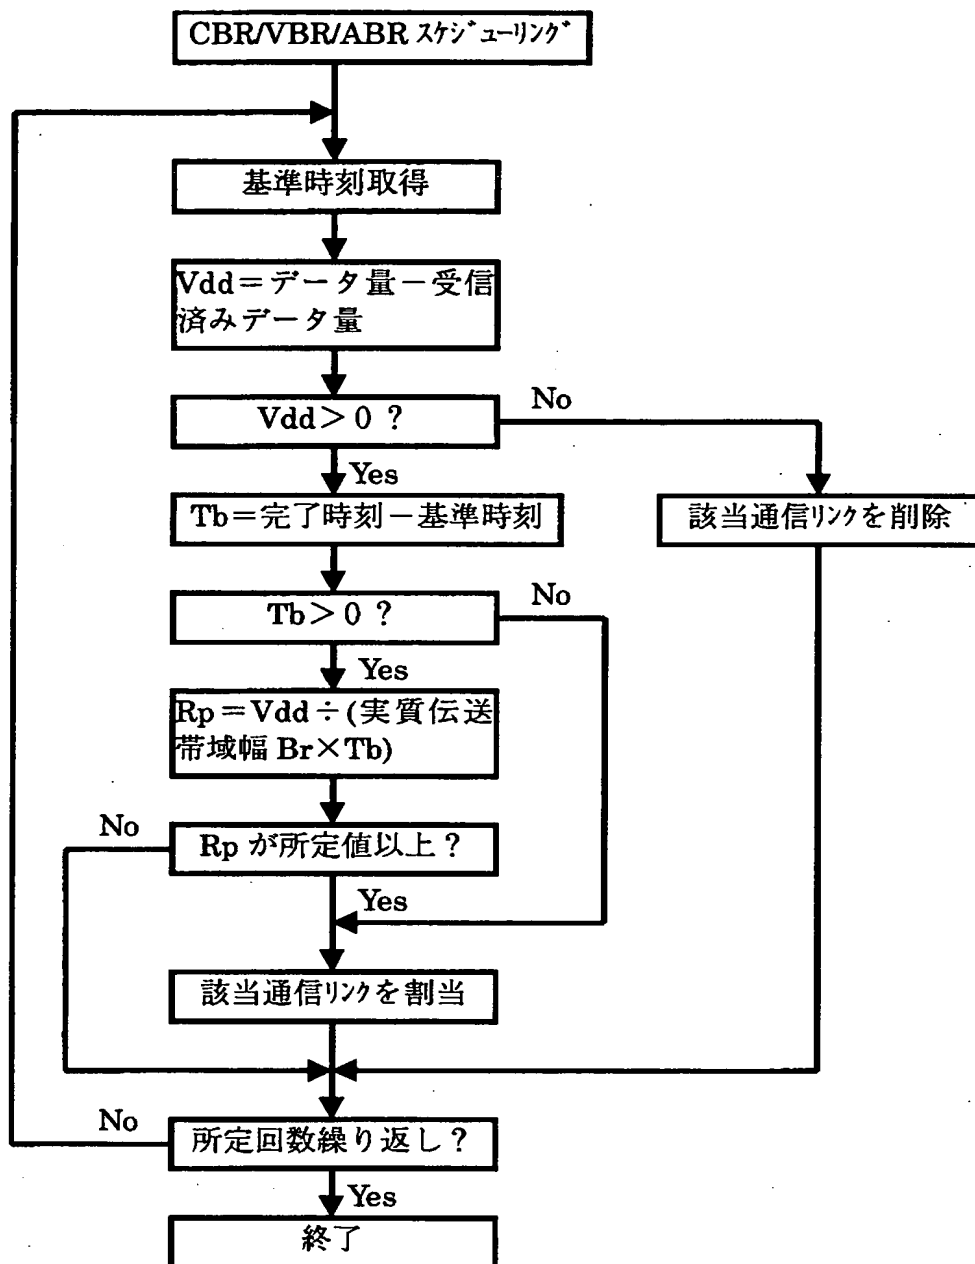 CBR/VBR/ABR ｽｹｼﾞｭｰﾘﾝｸﾞ
基準時刻取得
Vdd＝データ量－受信
済みデータ量
Vdd＞0 ?
No
Yes
Tb＝完了時刻－基準時刻
該当通信ﾘﾝｸを削除
Tb＞0 ?
No
Yes
Rp＝Vdd÷(実質伝送
帯域幅 Br×Tb)
No
Rp が所定値以上？
Yes
該当通信ﾘﾝｸを割当
No
所定回数繰り返し？
Yes
終了